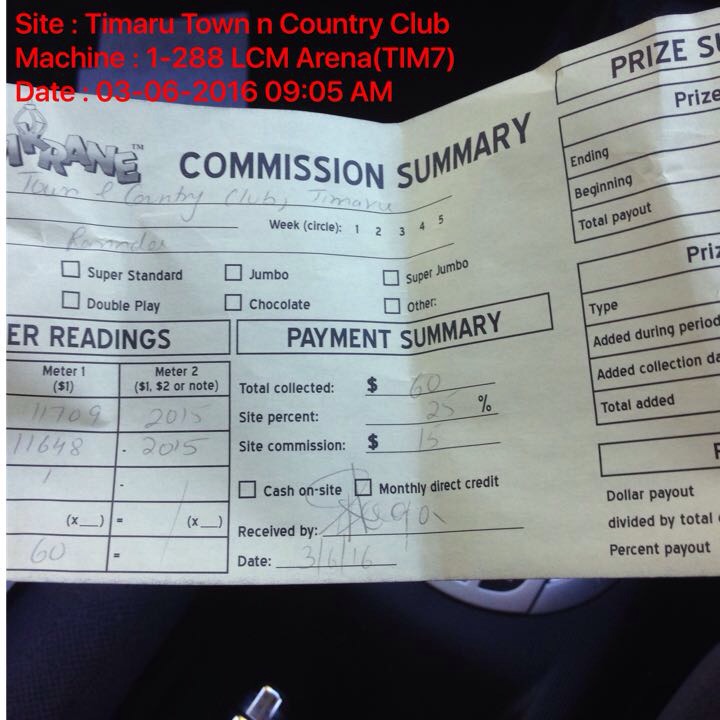 Site : Timaru Town n Country Club
Machine : 1-288 LCM Arena(TIM7)
Date : 03-06-2016 09:05 AM
KRANE™
COMMISSION SUMMARY
Town & Country Club, Timaru
Week (circle): 1 2 3 4 5
Super Standard
Jumbo
Super Jumbo
Double Play
Chocolate
Other:
ER READINGS
Meter 1
($1)
Meter 2
($1, $2 or note)
11709
2015
11648
- 2015
-
(x__)
= (x__)
60
=
PAYMENT SUMMARY
Total collected: $ 60
Site percent: 25 %
Site commission: $ 15
Cash on-site
Monthly direct credit
Received by:
Date: 3/6/16
PRIZE SU
Prize
Ending
Beginning
Total payout
Priz
Type
Added during period
Added collection da
Total added
Dollar payout
divided by total c
Percent payout